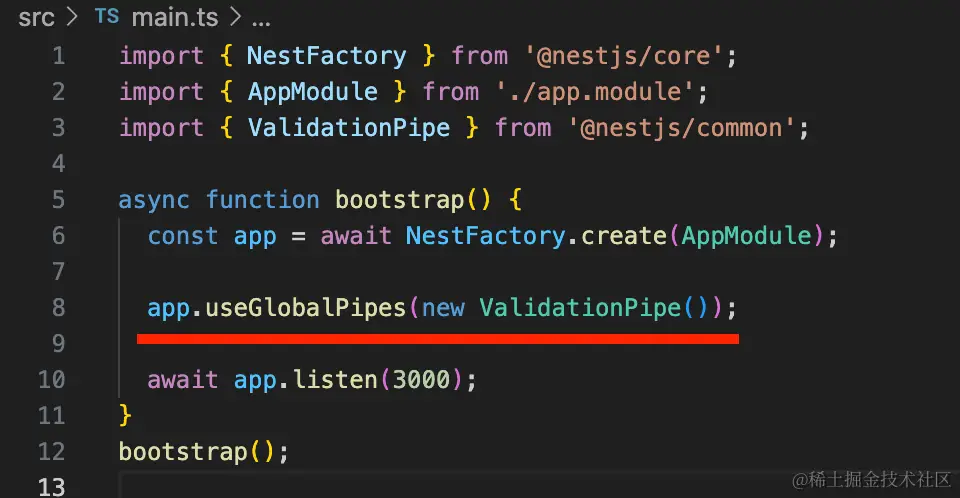 src > TS main.ts > ...
1 import { NestFactory } from '@nestjs/core';
2 import { AppModule } from './app.module';
3 import { ValidationPipe } from '@nestjs/common';
4
5 async function bootstrap() {
6   const app = await NestFactory.create(AppModule);
7
8   app.useGlobalPipes(new ValidationPipe());
9
10   await app.listen(3000);
11 }
12 bootstrap();
13
@稀土掘金技术社区